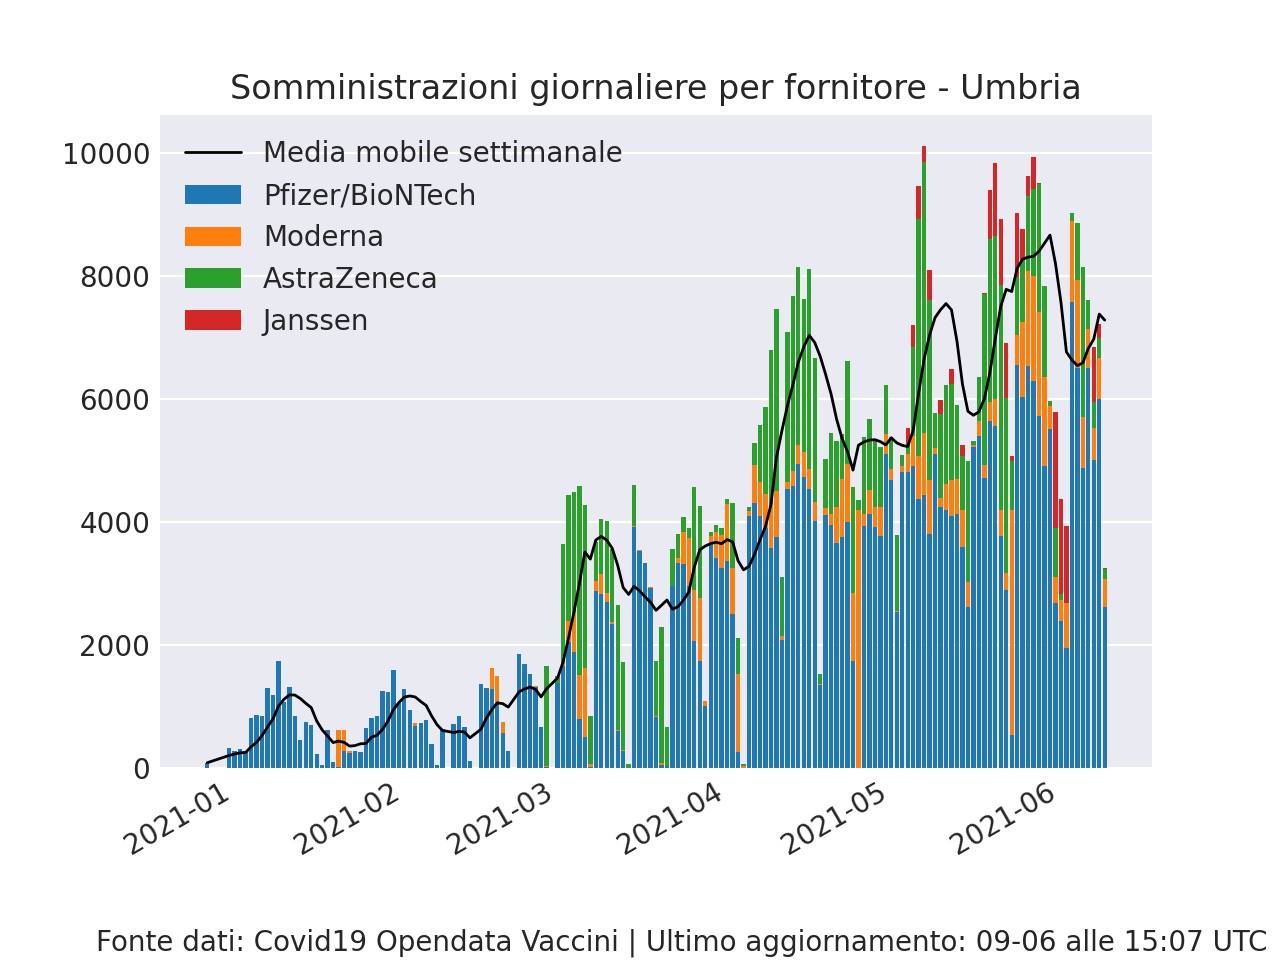 Somministrazioni giornaliere per fornitore - Umbria
Media mobile settimanale
Pfizer/BioNTech
Moderna
AstraZeneca
Janssen
10000
8000
6000
4000
2000
0
2021-01
2021-02
2021-03
2021-04
2021-05
2021-06
Fonte dati: Covid19 Opendata Vaccini | Ultimo aggiornamento: 09-06 alle 15:07 UTC